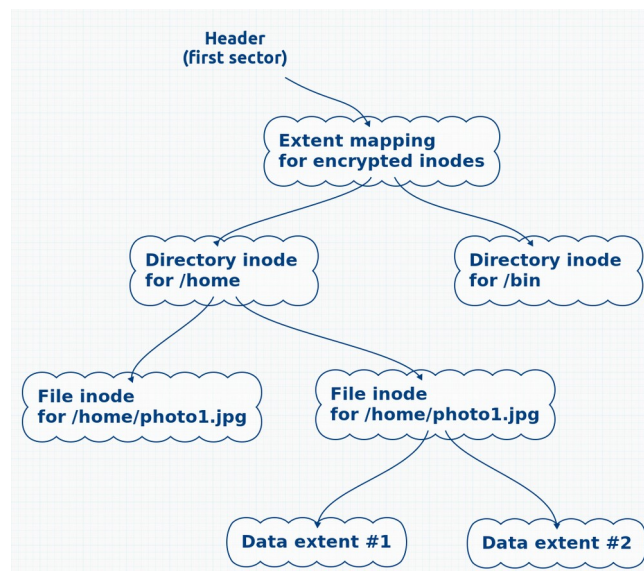 Header
(first sector)
Extent mapping
for encrypted inodes
Directory inode
for /home
Directory inode
for /bin
File inode
for /home/photo1.jpg
File inode
for /home/photo1.jpg
Data extent #1
Data extent #2